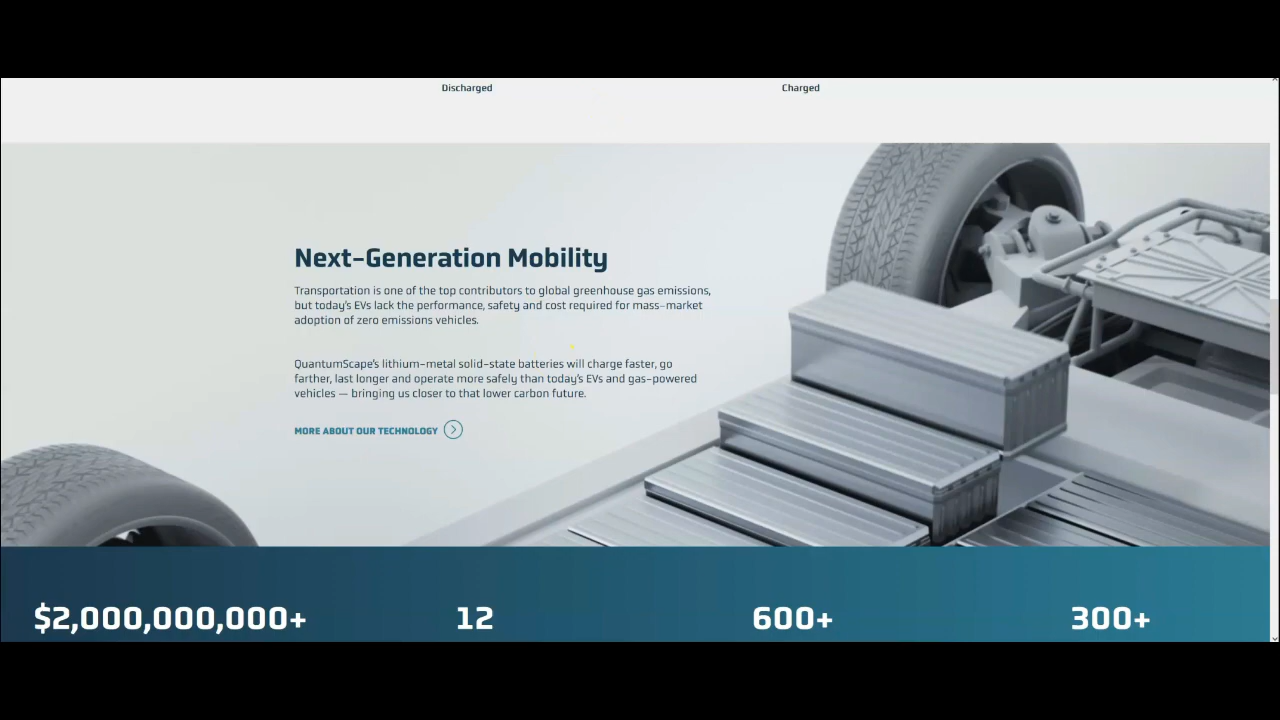 Discharged Charged
Next-Generation Mobility
Transportation is one of the top contributors to global greenhouse gas emissions,
but today's EVs lack the performance, safety and cost required for mass-market
adoption of zero emissions vehicles.
QuantumScape's lithium-metal solid-state batteries will charge faster, go
farther, last longer and operate more safely than today's EVs and gas-powered
vehicles — bringing us closer to that lower carbon future.
MORE ABOUT OUR TECHNOLOGY
$2,000,000,000+ 12 600+ 300+